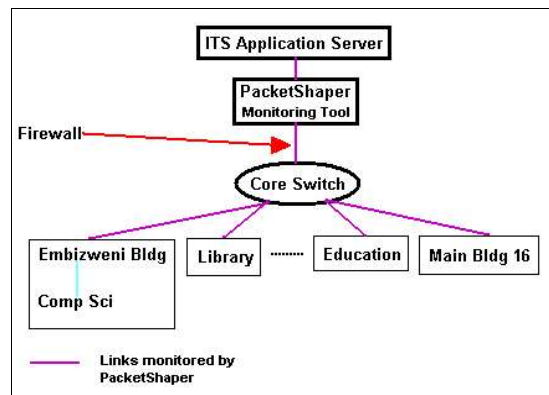 ITS Application Server
PacketShaper
Monitoring Tool
Firewall
Core Switch
Embizweni Bldg
Library
Education
Main Bldg 16
Comp Sci
Links monitored by
PacketShaper